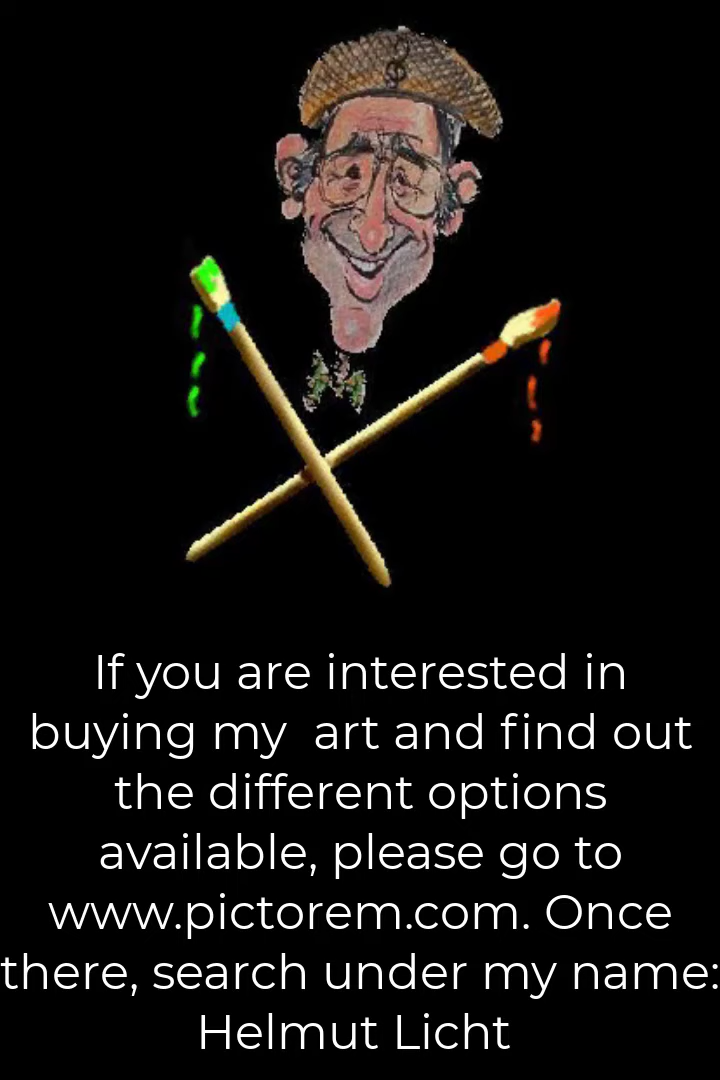 If you are interested in
buying my  art and find out
the different options
available, please go to
www.pictorem.com. Once
there, search under my name:
Helmut Licht